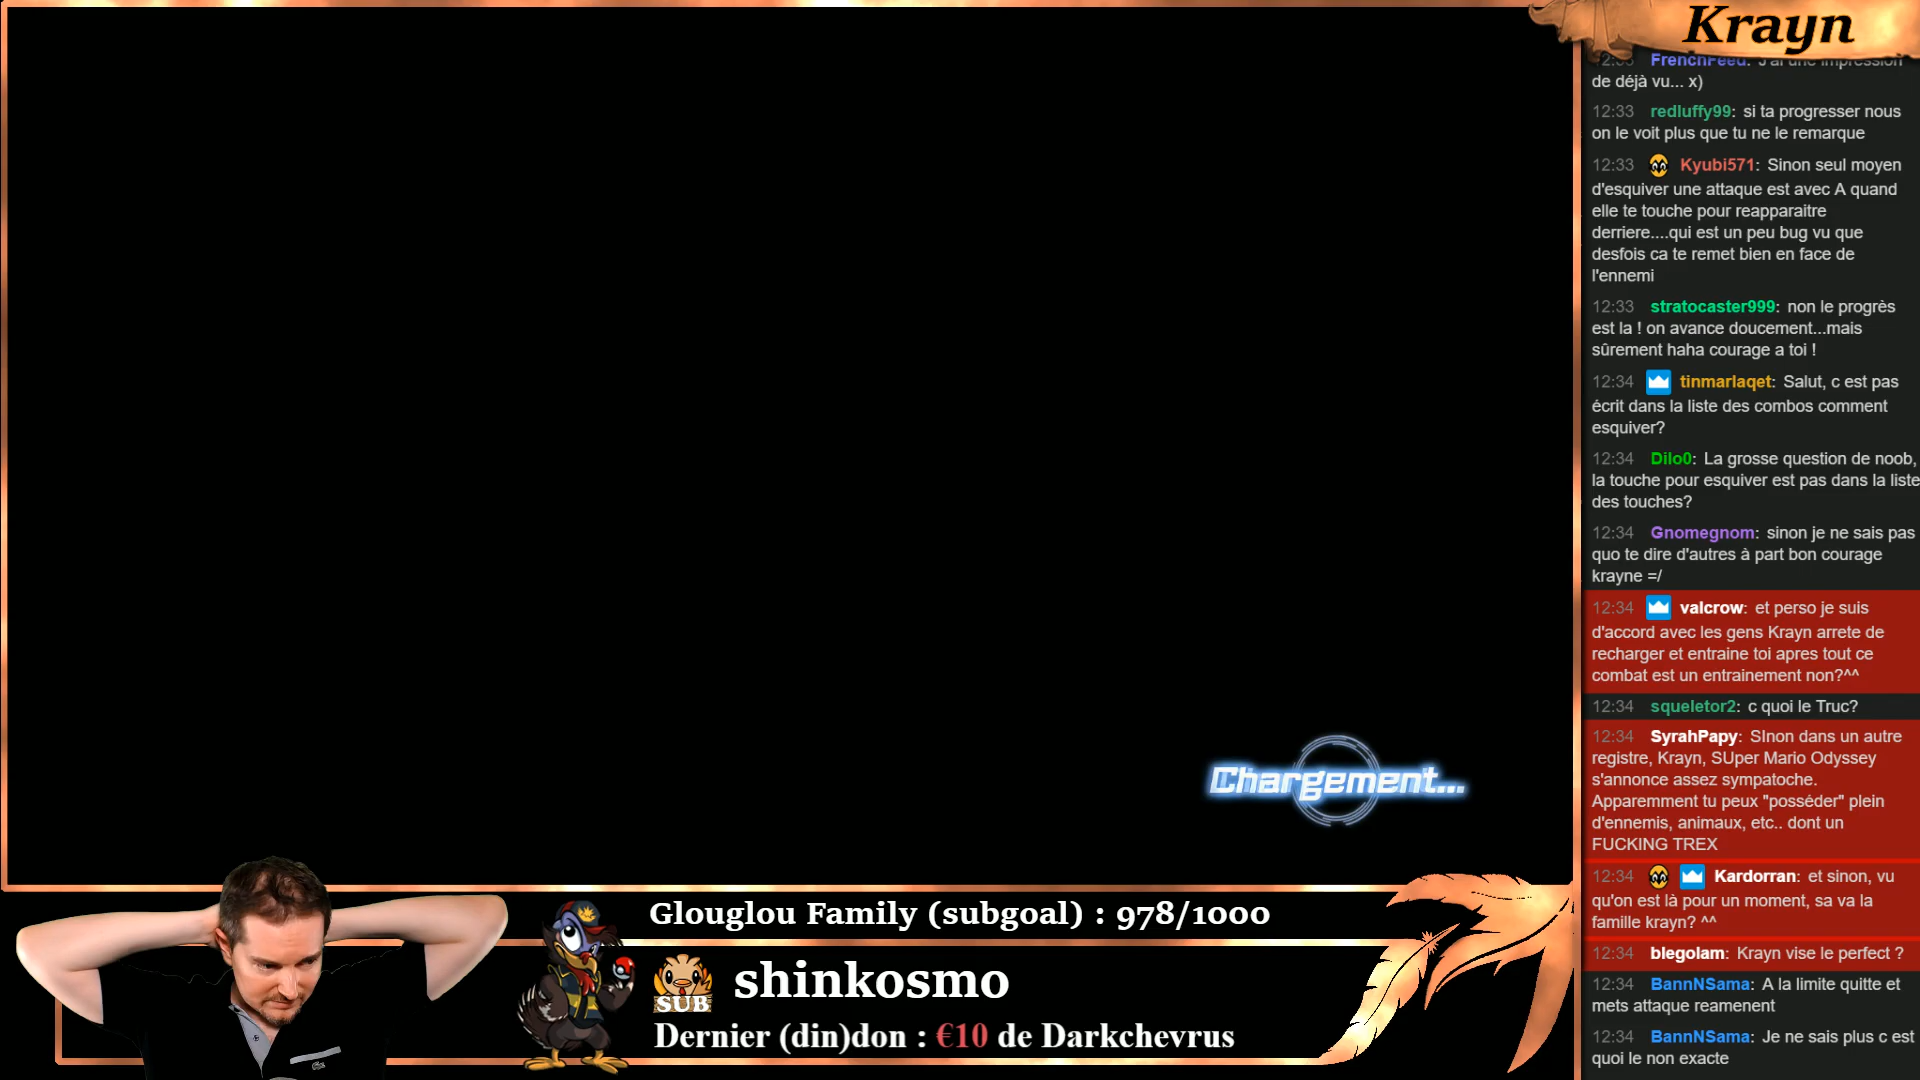 Krayn
FrenchFeed: J'ai une impression
de déjà vu... x)
12:33 redluffy99: si ta progresser nous
on le voit plus que tu ne le remarque
12:33 Kyubi571: Sinon seul moyen
d'esquiver une attaque est avec A quand
elle te touche pour reapparaitre
derriere....qui est un peu bug vu que
desfois ca te remet bien en face de
l'ennemi
12:33 stratocaster999: non le progrès
est la ! on avance doucement...mais
sûrement haha courage a toi !
12:34 tinmarlaqet: Salut, c est pas
écrit dans la liste des combos comment
esquiver?
12:34 Dilo0: La grosse question de noob,
la touche pour esquiver est pas dans la liste
des touches?
12:34 Gnomegnom: sinon je ne sais pas
quo te dire d'autres à part bon courage
krayne =/
12:34 valcrow: et perso je suis
d'accord avec les gens Krayn arrete de
recharger et entraine toi apres tout ce
combat est un entrainement non?^^
12:34 squeletor2: c quoi le Truc?
12:34 SyrahPapy: SInon dans un autre
registre, Krayn, SUper Mario Odyssey
s'annonce assez sympatoche.
Apparemment tu peux "posséder" plein
d'ennemis, animaux, etc.. dont un
FUCKING TREX
12:34 Kardorran: et sinon, vu
qu'on est là pour un moment, sa va la
famille krayn? ^^
12:34 blegolam: Krayn vise le perfect ?
12:34 BannNSama: A la limite quitte et
mets attaque reamenent
12:34 BannNSama: Je ne sais plus c est
quoi le non exacte
Chargement...
Glouglou Family (subgoal) : 978/1000
SUB shinkosmo
Dernier (din)don : €10 de Darkchevrus